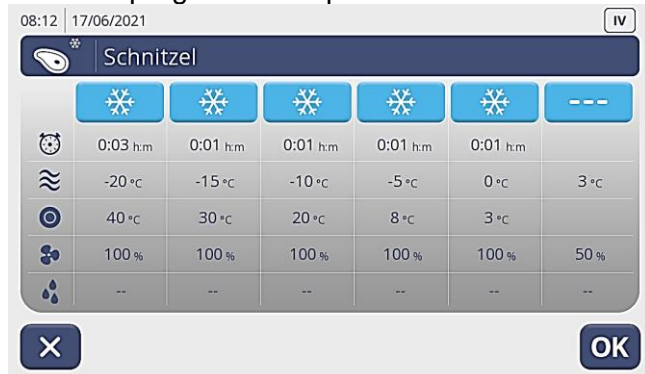 08:12 17/06/2021 IV
Schnitzel
---
0:03 h:m 0:01 h:m 0:01 h:m 0:01 h:m 0:01 h:m
-20 °C -15 °C -10 °C -5 °C 0 °C 3 °C
40 °C 30 °C 20 °C 8 °C 3 °C
100 % 100 % 100 % 100 % 100 % 50 %
-- -- -- -- -- --
OK